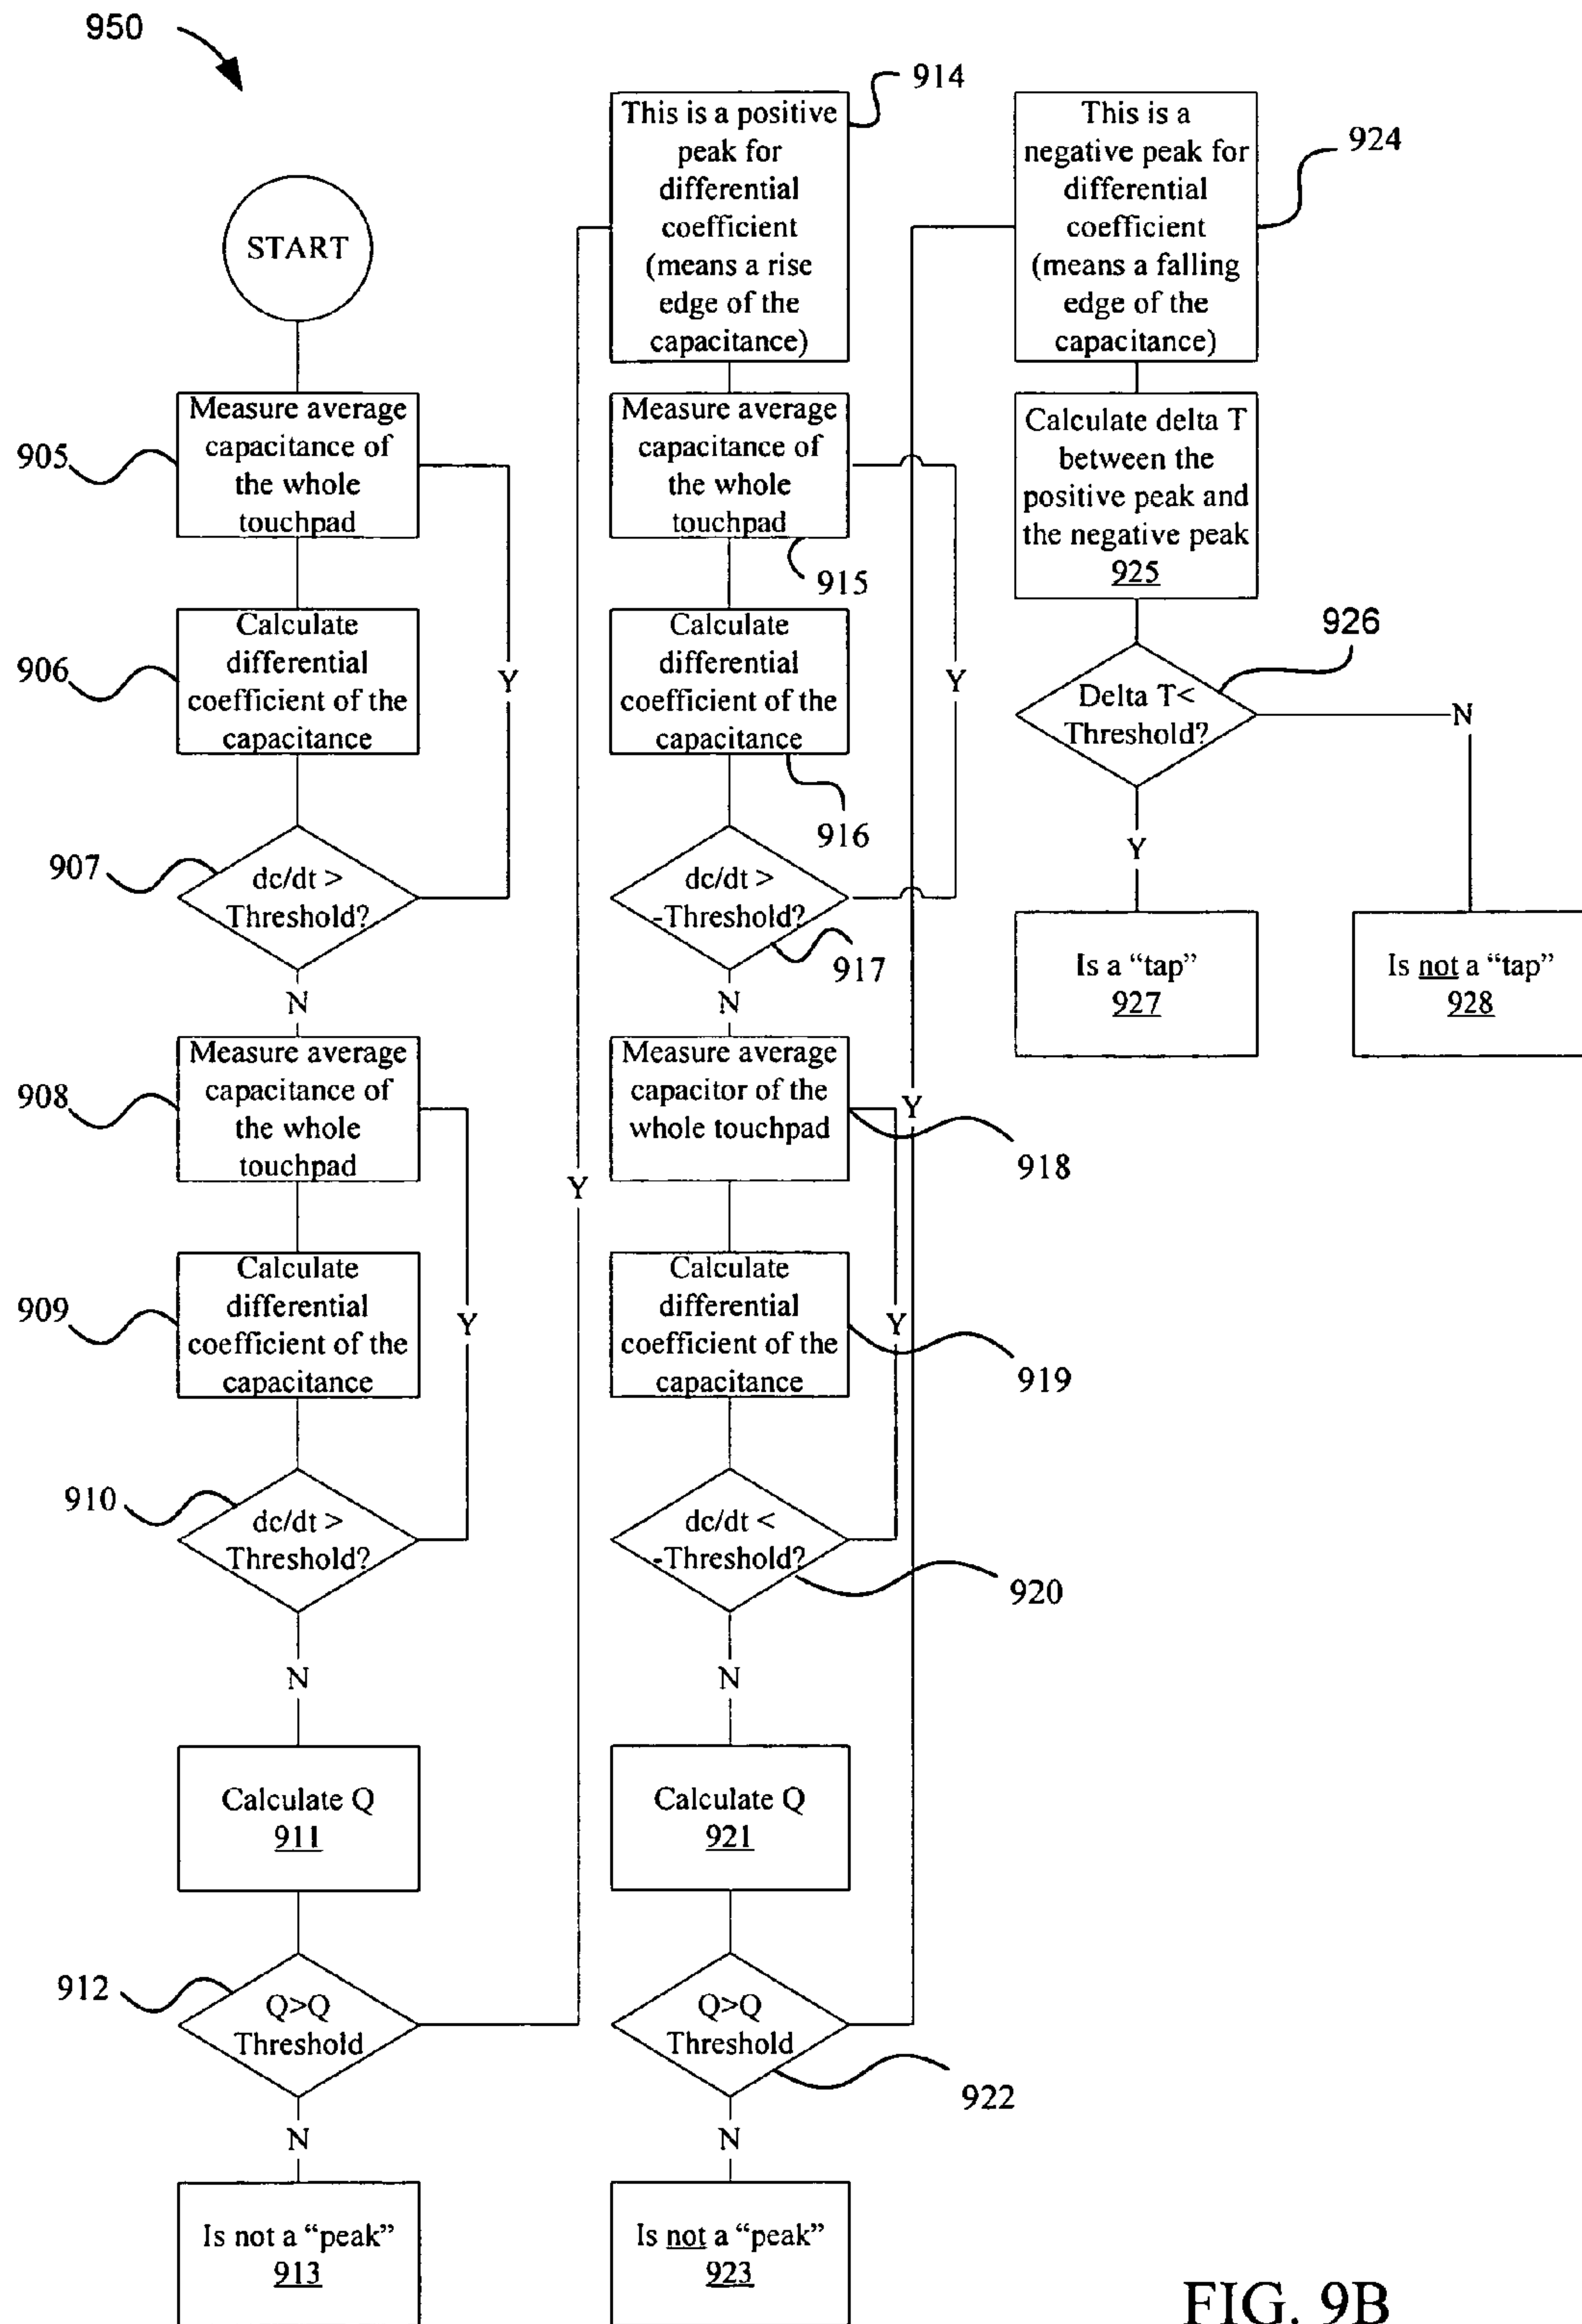 950
START
905
Measure average
capacitance of
the whole
touchpad
906
Calculate
differential
coefficient of the
capacitance
Y
907
dc/dt >
Threshold?
N
908
Measure average
capacitance of
the whole
touchpad
909
Calculate
differential
coefficient of the
capacitance
Y
910
dc/dt >
Threshold?
N
Calculate Q
911
912
Q>Q
Threshold
Y
N
Is not a “peak”
913
914
This is a positive
peak for
differential
coefficient
(means a rise
edge of the
capacitance)
Measure average
capacitance of
the whole
touchpad
915
Calculate
differential
coefficient of the
capacitance
916
Y
dc/dt >
-Threshold?
917
N
Measure average
capacitor of the
whole touchpad
918
Calculate
differential
coefficient of the
capacitance
919
Y
dc/dt <
-Threshold?
920
N
Calculate Q
921
Q>Q
Threshold
922
Y
N
Is not a “peak”
923
This is a
negative peak for
differential
coefficient
(means a falling
edge of the
capacitance)
924
Calculate delta T
between the
positive peak and
the negative peak
925
926
Delta T<
Threshold?
N
Y
Is a “tap”
927
Is not a “tap”
928
FIG. 9B